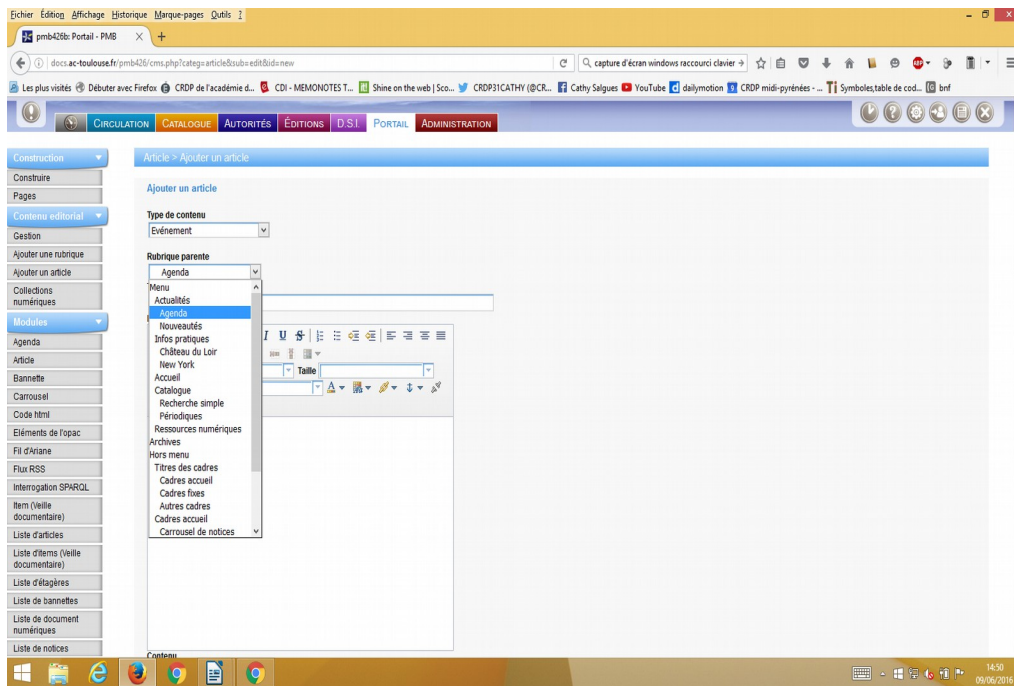 Eichier Édition Affichage Historique Marque-pages Outils ?
pmb426b: Portail - PMB
docs.ac-toulouse.fr/pmb426/cms.php?categ=article&sub=edit&id=new
capture d'écran windows raccourci clavier
Les plus visités Débuter avec Firefox CRDP de l'académie d... CDI - MEMONOTES T... Shine on the web | Sco... CRDP31CATHY (@CR... Cathy Salgues YouTube dailymotion CRDP midi-pyrénées - ... Symboles,table de cod... bnf
CIRCULATION CATALOGUE AUTORITÉS ÉDITIONS D.S.I. PORTAIL ADMINISTRATION
Construction
Construire
Pages
Contenu editorial
Gestion
Ajouter une rubrique
Ajouter un article
Collections
numériques
Modules
Agenda
Article
Bannette
Carrousel
Code html
Eléments de l'opac
Fil d'Ariane
Flux RSS
Interrogation SPARQL
Item (Veille
documentaire)
Liste d'articles
Liste d'items (Veille
documentaire)
Liste d'étagères
Liste de bannettes
Liste de document
numériques
Liste de notices
Article > Ajouter un article
Ajouter un article
Type de contenu
Evénement
Rubrique parente
Agenda
Menu
Actualités
Agenda
Nouveautés
Infos pratiques
Château du Loir
New York
Accueil
Catalogue
Recherche simple
Périodiques
Ressources numériques
Archives
Hors menu
Titres des cadres
Cadres accueil
Cadres fixes
Autres cadres
Cadres accueil
Carrousel de notices
I U S
Taille
A
Contenu
14:50
09/06/2016